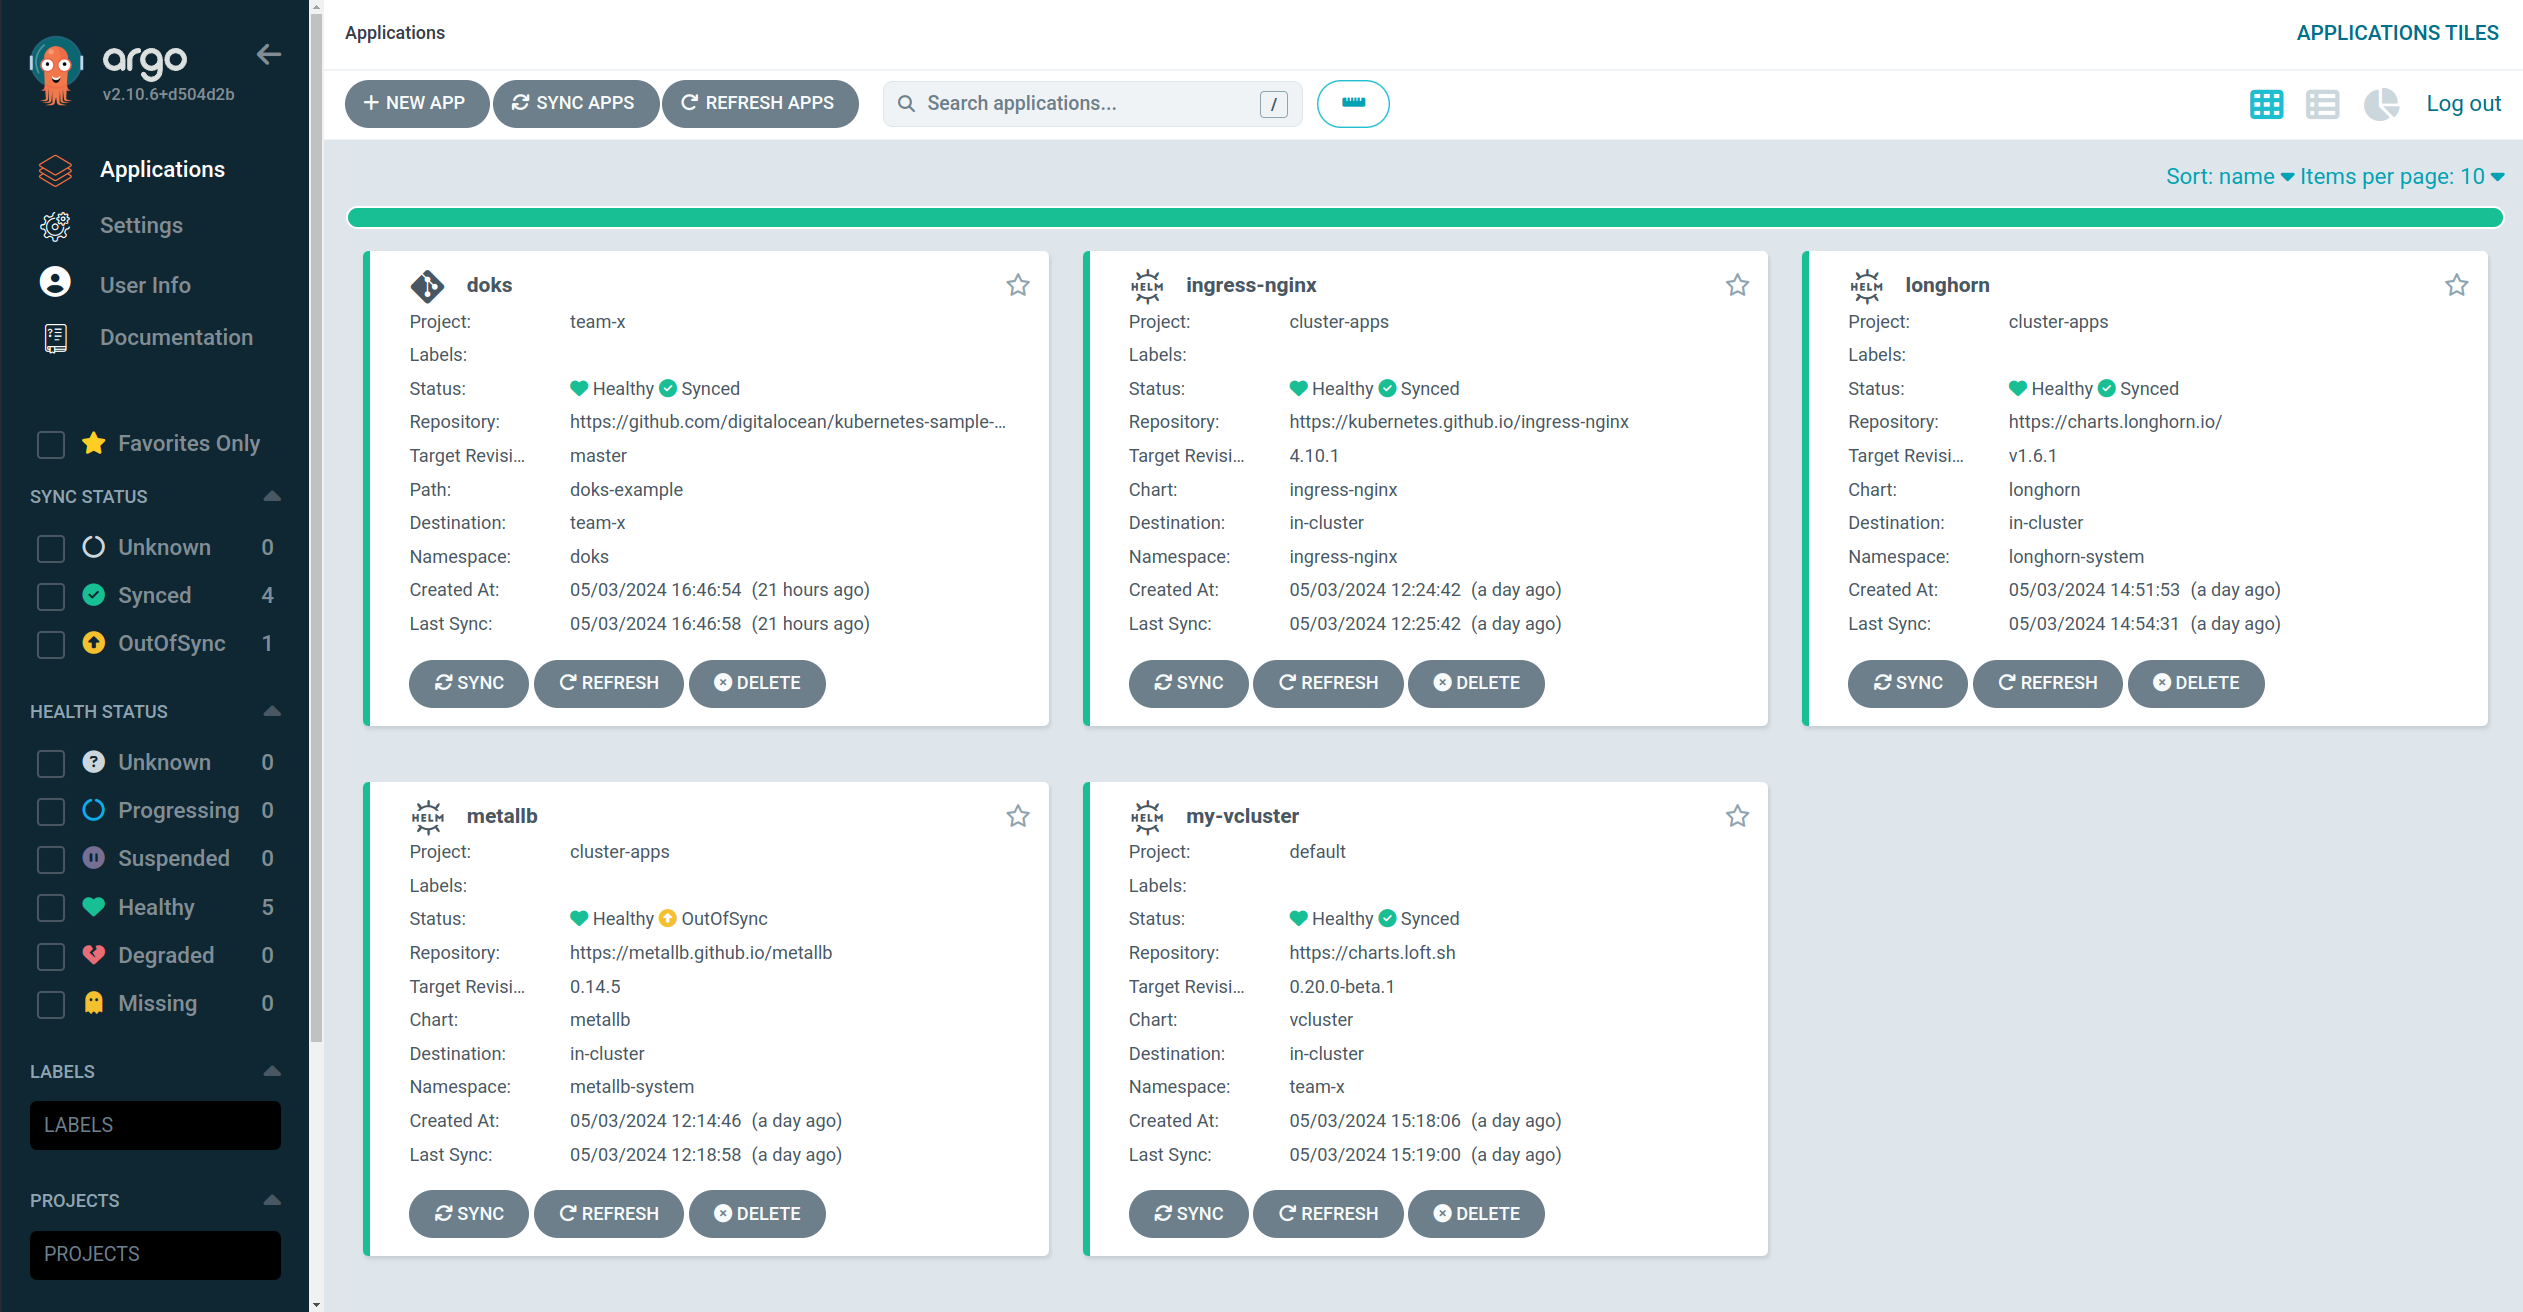 argo
v2.10.6+d504d2b
Applications
Settings
User Info
Documentation
Favorites Only
SYNC STATUS
Unknown 0
Synced 4
OutOfSync 1
HEALTH STATUS
Unknown 0
Progressing 0
Suspended 0
Healthy 5
Degraded 0
Missing 0
LABELS
LABELS
PROJECTS
PROJECTS
Applications
APPLICATIONS TILES
NEW APP SYNC APPS REFRESH APPS Search applications... / Log out
Sort: name Items per page: 10
doks
Project: team-x
Labels:
Status: Healthy Synced
Repository: https://github.com/digitalocean/kubernetes-sample-...
Target Revisi... master
Path: doks-example
Destination: team-x
Namespace: doks
Created At: 05/03/2024 16:46:54 (21 hours ago)
Last Sync: 05/03/2024 16:46:58 (21 hours ago)
SYNC REFRESH DELETE
HELM ingress-nginx
Project: cluster-apps
Labels:
Status: Healthy Synced
Repository: https://kubernetes.github.io/ingress-nginx
Target Revisi... 4.10.1
Chart: ingress-nginx
Destination: in-cluster
Namespace: ingress-nginx
Created At: 05/03/2024 12:24:42 (a day ago)
Last Sync: 05/03/2024 12:25:42 (a day ago)
SYNC REFRESH DELETE
HELM longhorn
Project: cluster-apps
Labels:
Status: Healthy Synced
Repository: https://charts.longhorn.io/
Target Revisi... v1.6.1
Chart: longhorn
Destination: in-cluster
Namespace: longhorn-system
Created At: 05/03/2024 14:51:53 (a day ago)
Last Sync: 05/03/2024 14:54:31 (a day ago)
SYNC REFRESH DELETE
HELM metallb
Project: cluster-apps
Labels:
Status: Healthy OutOfSync
Repository: https://metallb.github.io/metallb
Target Revisi... 0.14.5
Chart: metallb
Destination: in-cluster
Namespace: metallb-system
Created At: 05/03/2024 12:14:46 (a day ago)
Last Sync: 05/03/2024 12:18:58 (a day ago)
SYNC REFRESH DELETE
HELM my-vcluster
Project: default
Labels:
Status: Healthy Synced
Repository: https://charts.loft.sh
Target Revisi... 0.20.0-beta.1
Chart: vcluster
Destination: in-cluster
Namespace: team-x
Created At: 05/03/2024 15:18:06 (a day ago)
Last Sync: 05/03/2024 15:19:00 (a day ago)
SYNC REFRESH DELETE